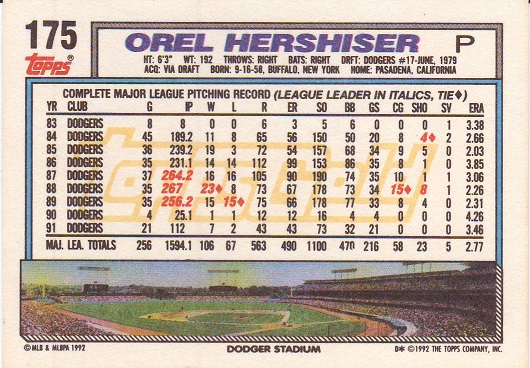 175 OREL HERSHISER P
Topps® HT: 6'3" WT: 192 THROWS: RIGHT BATS: RIGHT DRFT: DODGERS #17-JUNE, 1979
ACQ: VIA DRAFT BORN: 9-16-58, BUFFALO, NEW YORK HOME: PASADENA, CALIFORNIA
COMPLETE MAJOR LEAGUE PITCHING RECORD (LEAGUE LEADER IN ITALICS, TIE♦)
YR CLUB G IP W L R ER SO BB GS CG SHO SV ERA
83 DODGERS 8 8 0 0 6 3 5 6 0 0 0 1 3.38
84 DODGERS 45 189.2 11 8 65 56 150 50 20 8 4♦ 2 2.66
85 DODGERS 36 239.2 19 3 72 54 157 68 34 9 5 0 2.03
86 DODGERS 35 231.1 14 14 112 99 153 86 35 8 1 0 3.85
87 DODGERS 37 264.2 16 16 105 90 190 74 35 10 1 1 3.06
88 DODGERS 35 267 23♦ 8 73 67 178 73 34 15♦ 8 1 2.26
89 DODGERS 35 256.2 15 15♦ 75 66 178 77 33 8 4 0 2.31
90 DODGERS 4 25.1 1 1 12 12 16 4 4 0 0 0 4.26
91 DODGERS 21 112 7 2 43 43 73 32 21 0 0 0 3.46
MAJ. LEA. TOTALS 256 1594.1 106 67 563 490 1100 470 216 58 23 5 2.77
ToppsGold
©MLB & MLBPA 1992 DODGER STADIUM B* ©1992 THE TOPPS COMPANY, INC.